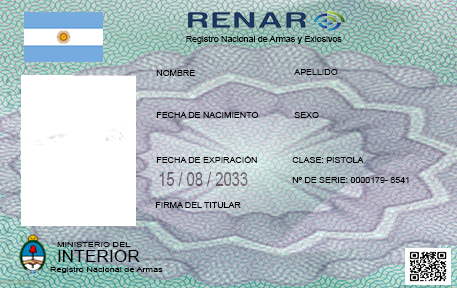 RENAR
Registro Nacional de Armas y Exlosivos
NOMBRE
APELLIDO
FECHA DE NACIMIENTO
SEXO
FECHA DE EXPIRACIÓN
CLASE: PISTOLA
15 / 08 / 2033
Nº DE SERIE: 0000179- 6541
FIRMA DEL TITULAR
MINISTERIO DEL
INTERIOR
Registro Nacional de Armas